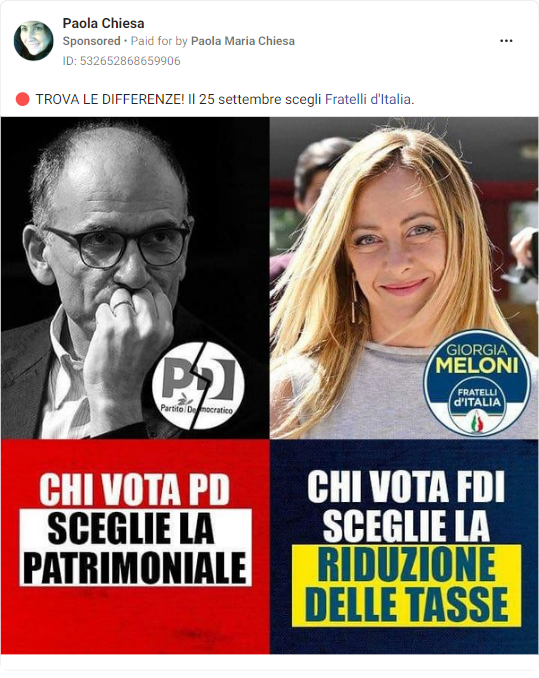 Paola Chiesa
Sponsored • Paid for by Paola Maria Chiesa
ID: 532652868659906
🔴 TROVA LE DIFFERENZE! Il 25 settembre scegli Fratelli d'Italia.
PD
Partito Democratico
GIORGIA
MELONI
FRATELLI
d'ITALIA
CHI VOTA PD
SCEGLIE LA
PATRIMONIALE
CHI VOTA FDI
SCEGLIE LA
RIDUZIONE
DELLE TASSE